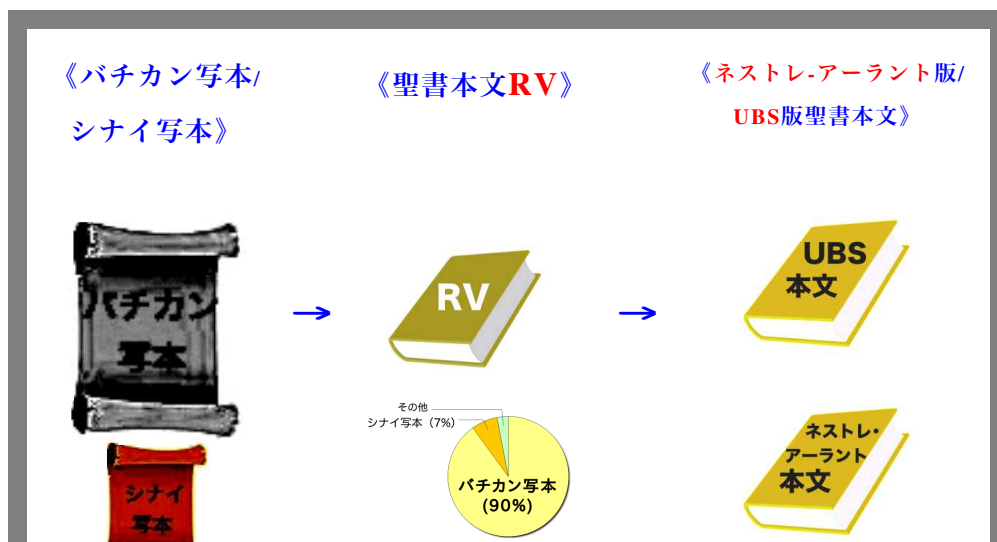 《バチカン写本/
シナイ写本》
《聖書本文RV》
《ネストレ-アーラント版/
UBS版聖書本文》
バチカン
写本
→
RV
→
UBS
本文
その他
シナイ写本（7%）
バチカン写本
(90%)
シナイ
写本
ネストレ・
アーラント
本文